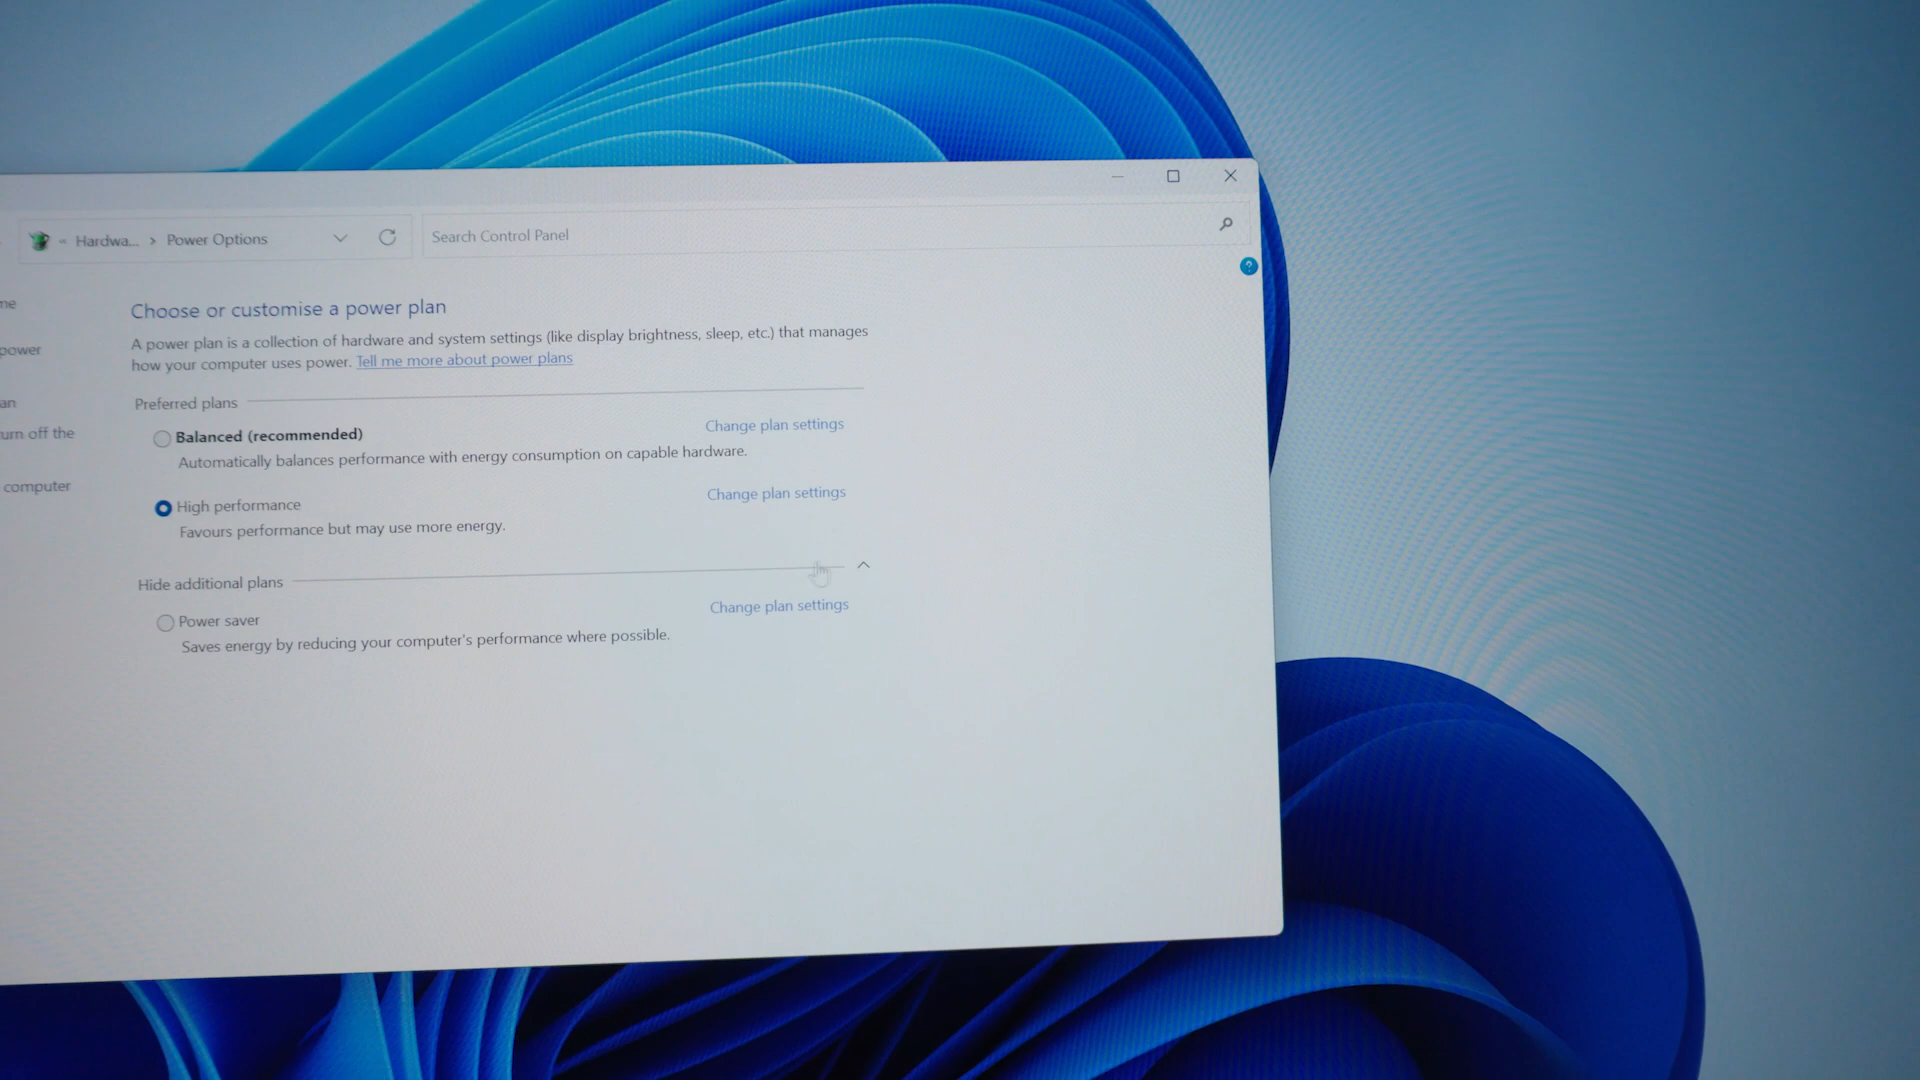 « Hardwa... > Power Options
Search Control Panel
?
me
power
an
urn off the
computer
Choose or customise a power plan
A power plan is a collection of hardware and system settings (like display brightness, sleep, etc.) that manages
how your computer uses power. Tell me more about power plans
Preferred plans
Balanced (recommended) Change plan settings
Automatically balances performance with energy consumption on capable hardware.
High performance Change plan settings
Favours performance but may use more energy.
Hide additional plans
Power saver Change plan settings
Saves energy by reducing your computer's performance where possible.